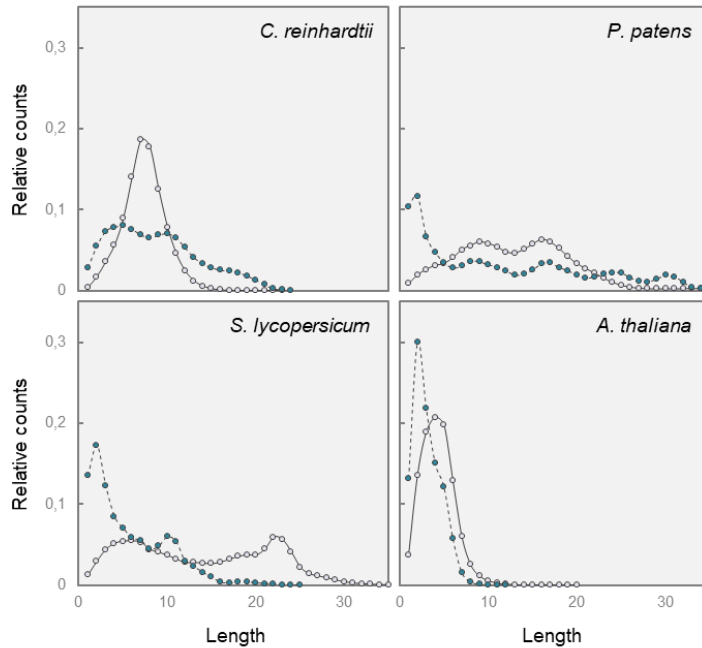 C. reinhardtii
P. patens
0,3
0,2
0,1
0
Relative counts
S. lycopersicum
A. thaliana
0,3
0,2
0,1
0
Relative counts
0 10 20 30
0 10 20 30
Length
Length